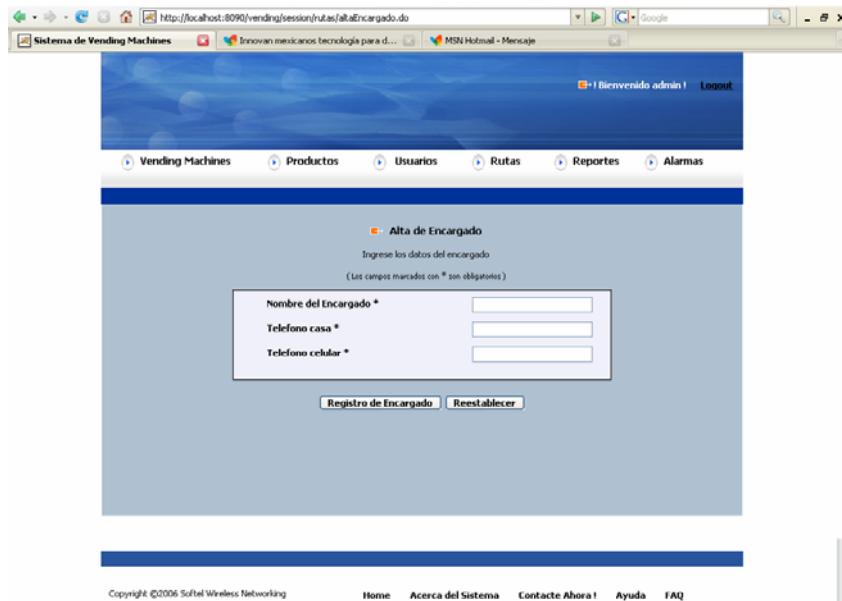 http://localhost:8090/vending/session/rutas/altaEncargado.do
Google
Sistema de Vending Machines
Innovan mexicanos tecnología para d...
MSN Hotmail - Mensaje
! Bienvenido admin !
Logout
Vending Machines
Productos
Usuarios
Rutas
Reportes
Alarmas
Alta de Encargado
Ingrese los datos del encargado
( Los campos marcados con * son obligatorios )
Nombre del Encargado *
Telefono casa *
Telefono celular *
Registro de Encargado
Reestablecer
Copyright ©2006 Softel Wireless Networking
Home
Acerca del Sistema
Contacte Ahora !
Ayuda
FAQ